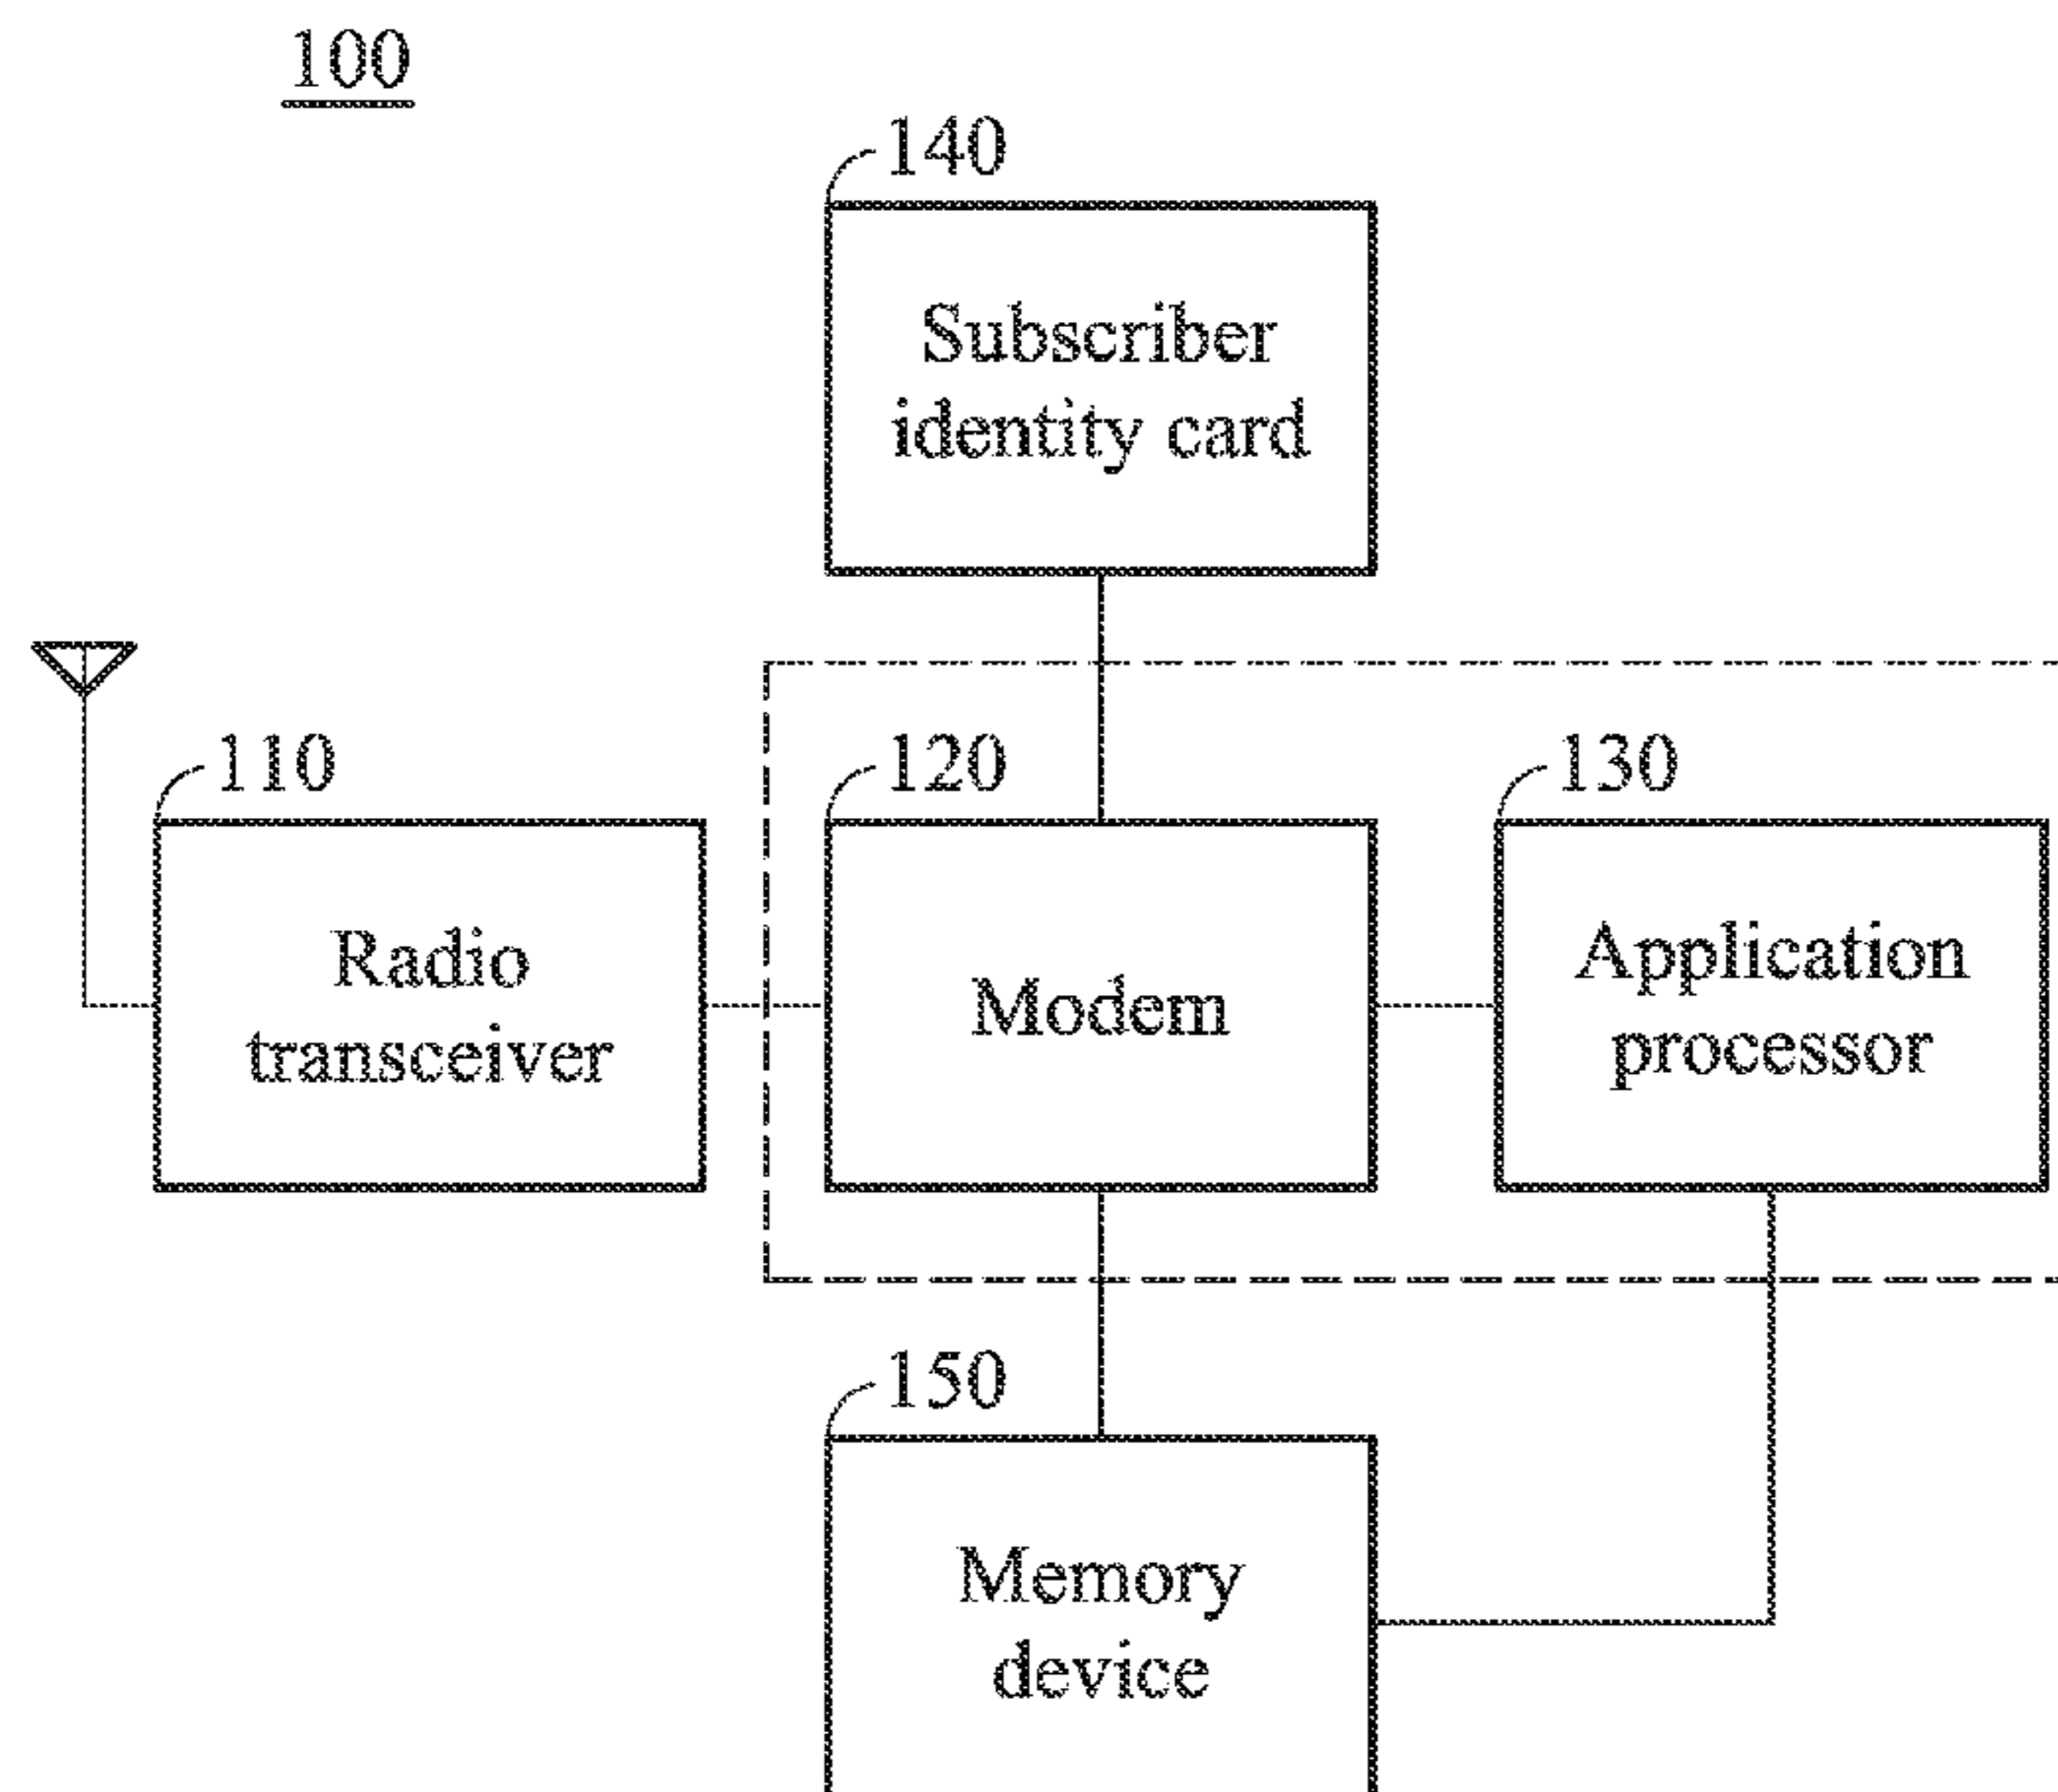 100
140
Subscriber
identity card
110
120
130
Radio
transceiver
Modem
Application
processor
150
Memory
device